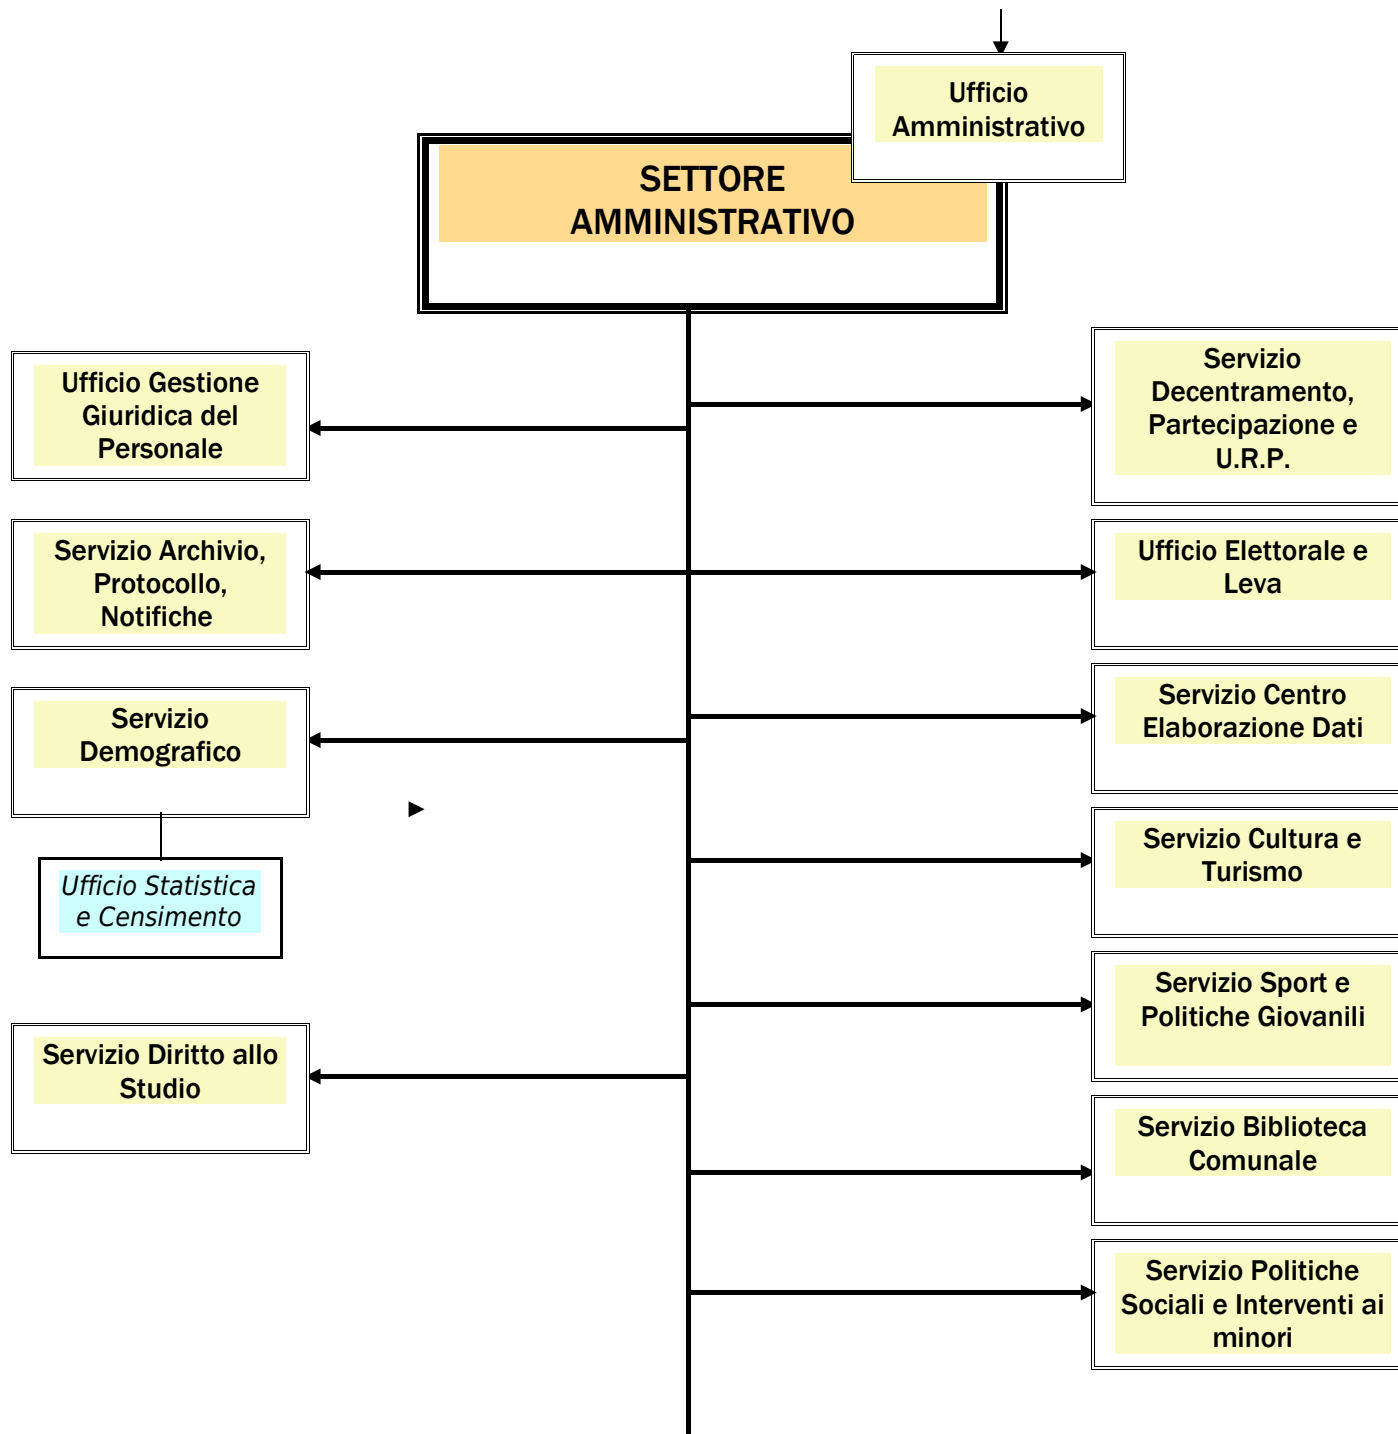 Ufficio
Amministrativo
SETTORE
AMMINISTRATIVO
Ufficio Gestione
Giuridica del
Personale
Servizio Archivio,
Protocollo,
Notifiche
Servizio
Demografico
Ufficio Statistica
e Censimento
Servizio Diritto allo
Studio
Servizio
Decentramento,
Partecipazione e
U.R.P.
Ufficio Elettorale e
Leva
Servizio Centro
Elaborazione Dati
Servizio Cultura e
Turismo
Servizio Sport e
Politiche Giovanili
Servizio Biblioteca
Comunale
Servizio Politiche
Sociali e Interventi ai
minori